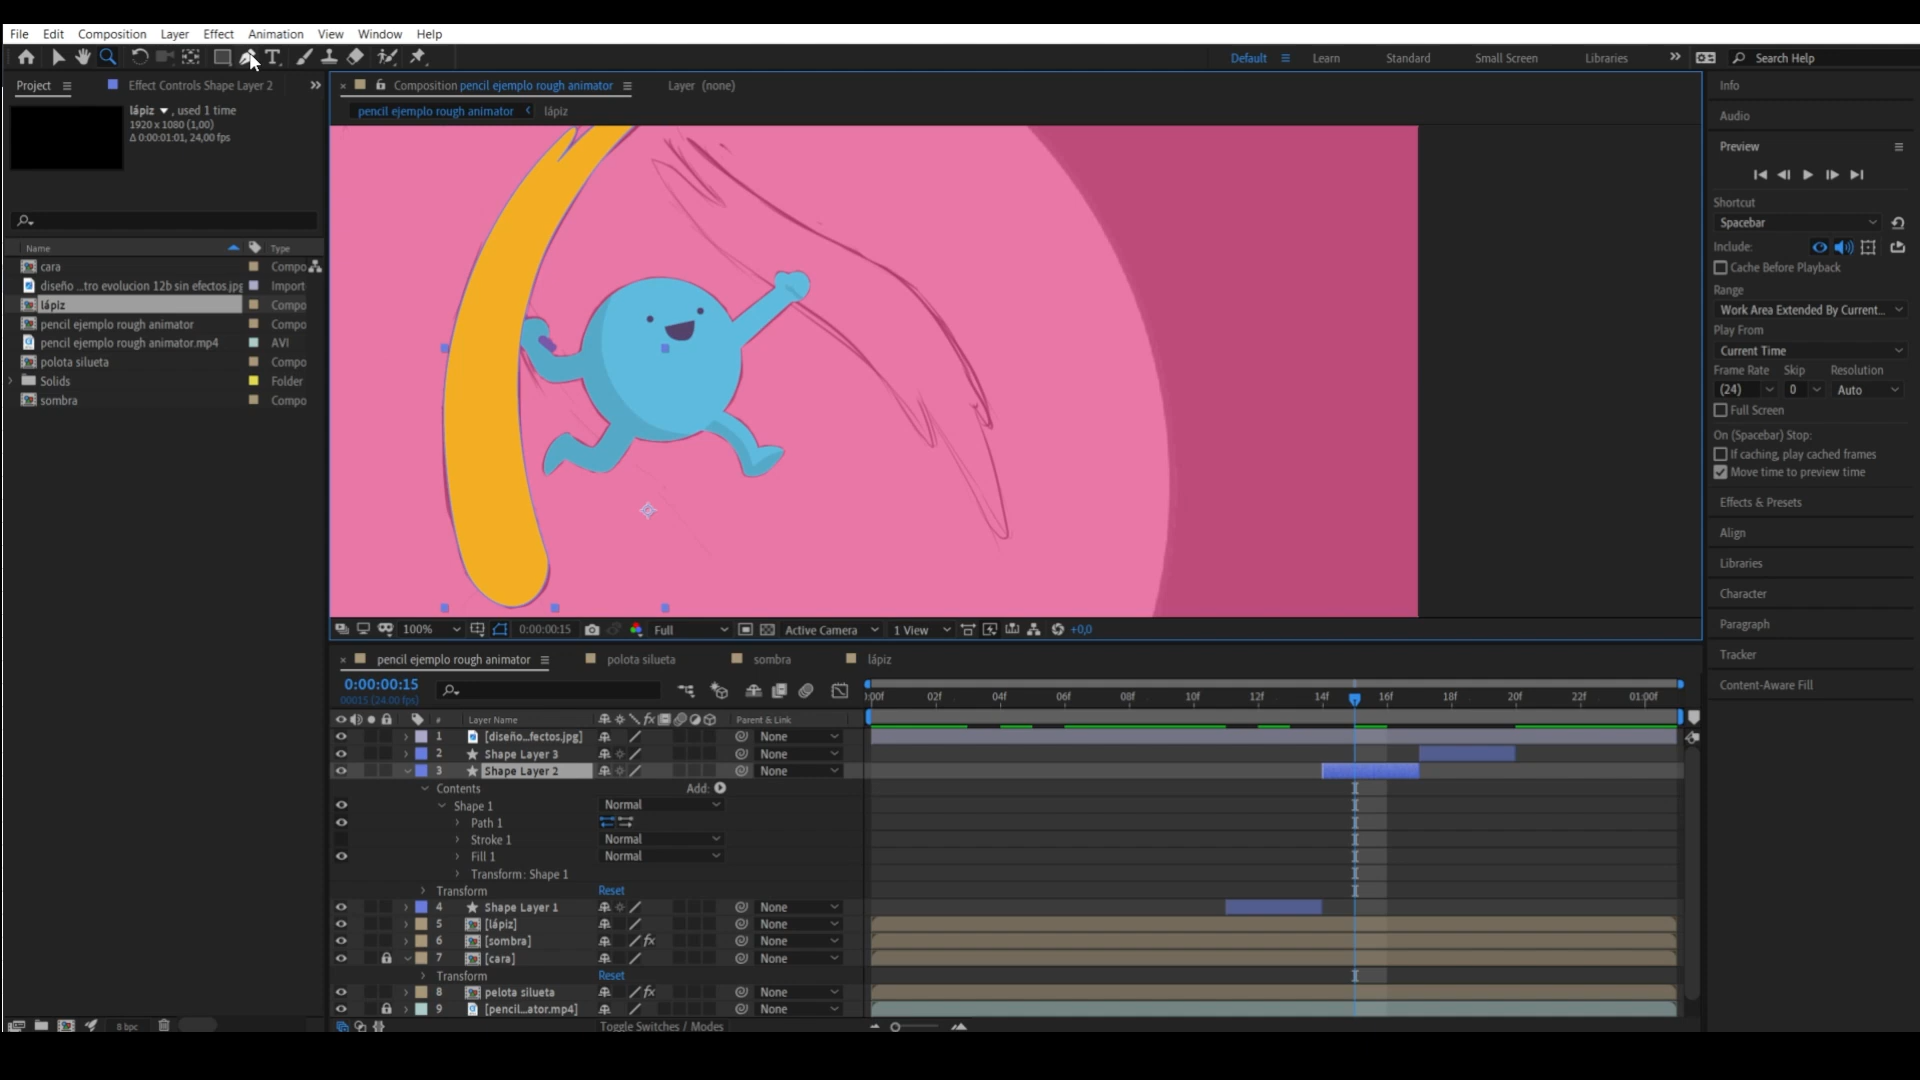 File Edit Composition Layer Effect Animation View Window Help
Default Learn Standard Small Screen Libraries Search Help
Project Effect Controls Shape Layer 2
Composition pencil ejemplo rough animator Layer (none)
pencil ejemplo rough animator lápiz
lápiz , used 1 time
1920 x 1080 (1,00)
Δ 0:00:01:01, 24,00 fps
Name Type
cara Compo
diseño ...tro evolucion 12b sin efectos.jpg Import
lápiz Compo
pencil ejemplo rough animator Compo
pencil ejemplo rough animator.mp4 AVI
polota silueta Compo
Solids Folder
sombra Compo
8 bpc
100% 0:00:00:15 Full Active Camera 1 View +0,0
Info
Audio
Preview
Shortcut
Spacebar
Include:
Cache Before Playback
Range
Work Area Extended By Current...
Play From
Current Time
Frame Rate Skip Resolution
(24) 0 Auto
Full Screen
On (Spacebar) Stop:
If caching, play cached frames
Move time to preview time
Effects & Presets
Align
Libraries
Character
Paragraph
Tracker
Content-Aware Fill
pencil ejemplo rough animator polota silueta sombra lápiz
0:00:00:15
00015 (24.00 fps)
):00f 02f 04f 06f 08f 10f 12f 14f 16f 18f 20f 22f 01:00f
# Layer Name Parent & Link
1 [diseño...fectos.jpg] None
2 Shape Layer 3 None
3 Shape Layer 2 None
Contents Add:
Shape 1 Normal
Path 1
Stroke 1 Normal
Fill 1 Normal
Transform: Shape 1
Transform Reset
4 Shape Layer 1 None
5 [lápiz] None
6 [sombra] fx None
7 [cara] None
Transform Reset
8 pelota silueta fx None
9 [pencil...ator.mp4] None
Toggle Switches / Modes